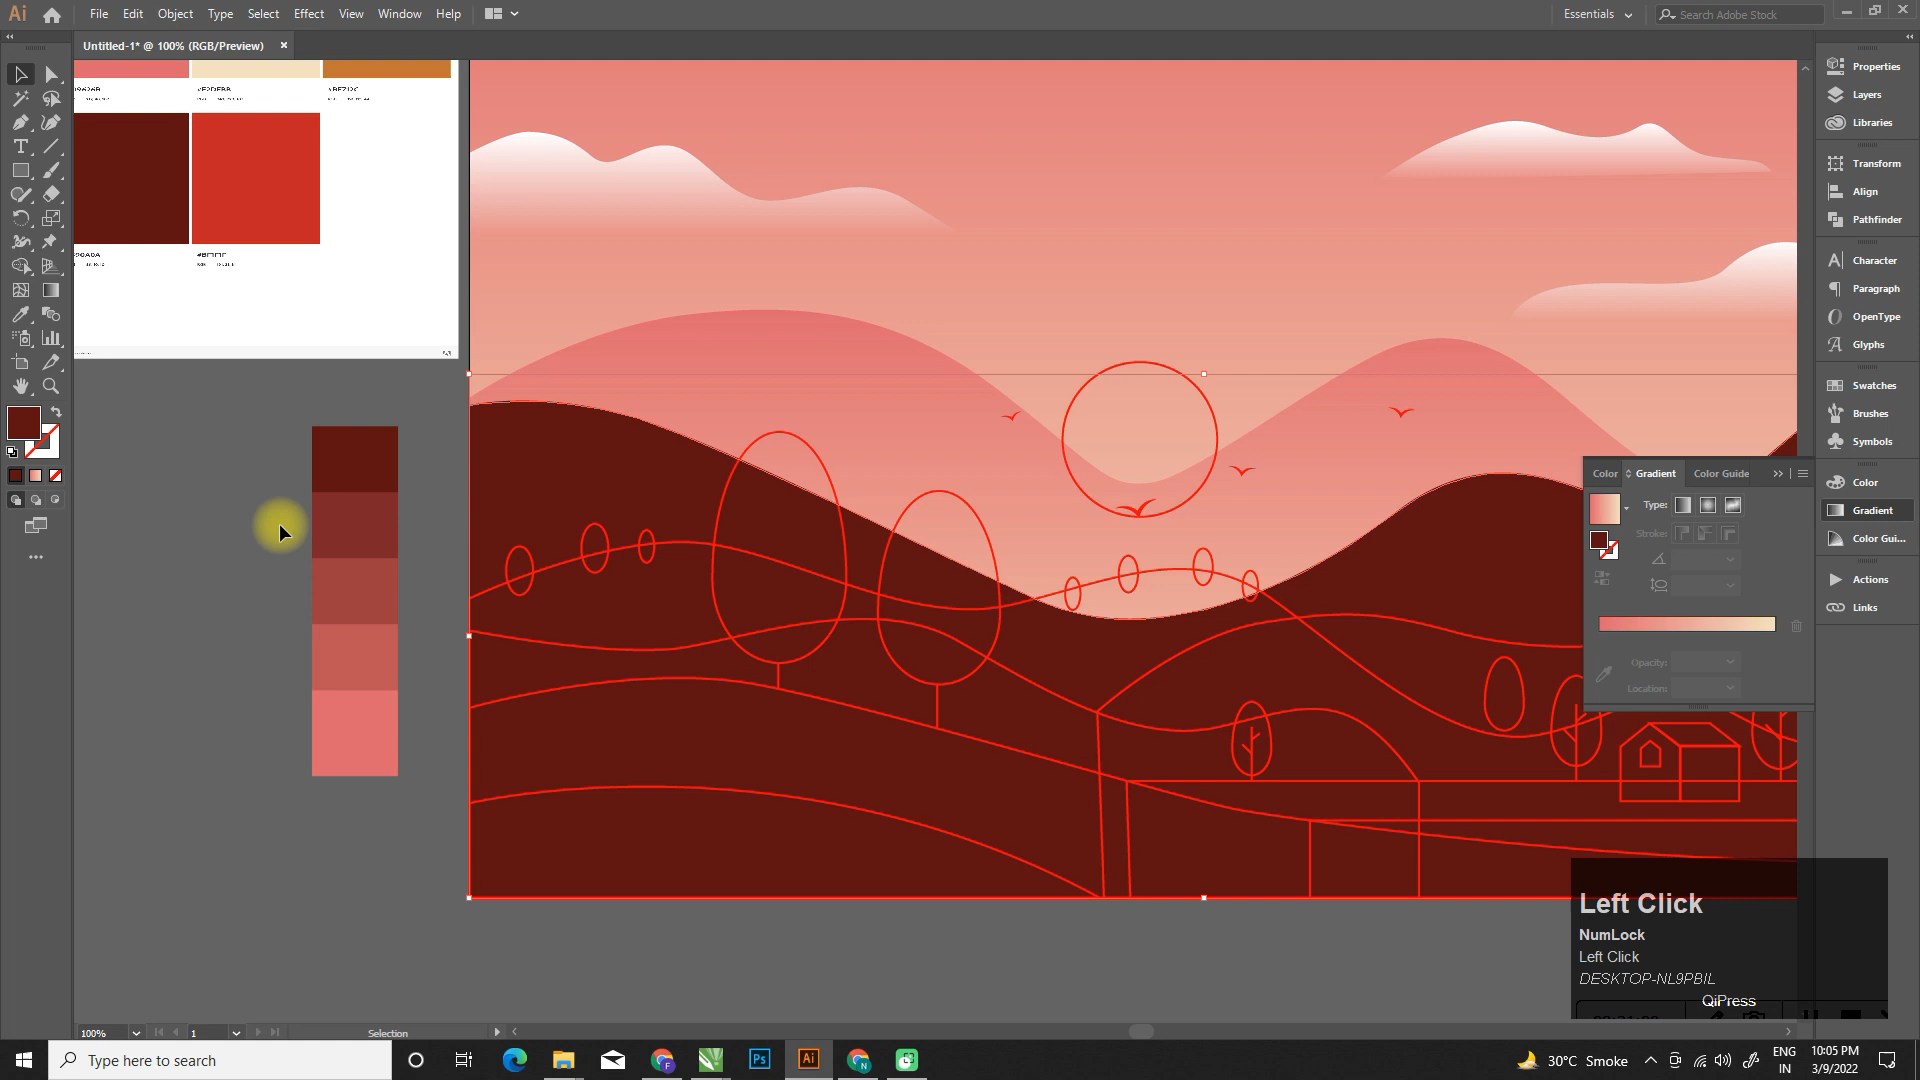 Ai File Edit Object Type Select Effect View Window Help Essentials Search Adobe Stock
Untitled-1* @ 100% (RGB/Preview) ×
Properties
Layers
Libraries
Transform
Align
Pathfinder
Character
Paragraph
OpenType
Glyphs
Swatches
Brushes
Symbols
Color
Gradient
Color Gui...
Actions
Links
Color Gradient Color Guide
Type:
Stroke:
Opacity:
Location:
Left Click
NumLock
Left Click
DESKTOP-NL9PBIL
QiPress
100% 1 Selection
Type here to search
Ps Ai
30°C Smoke
ENG
IN
10:05 PM
3/9/2022